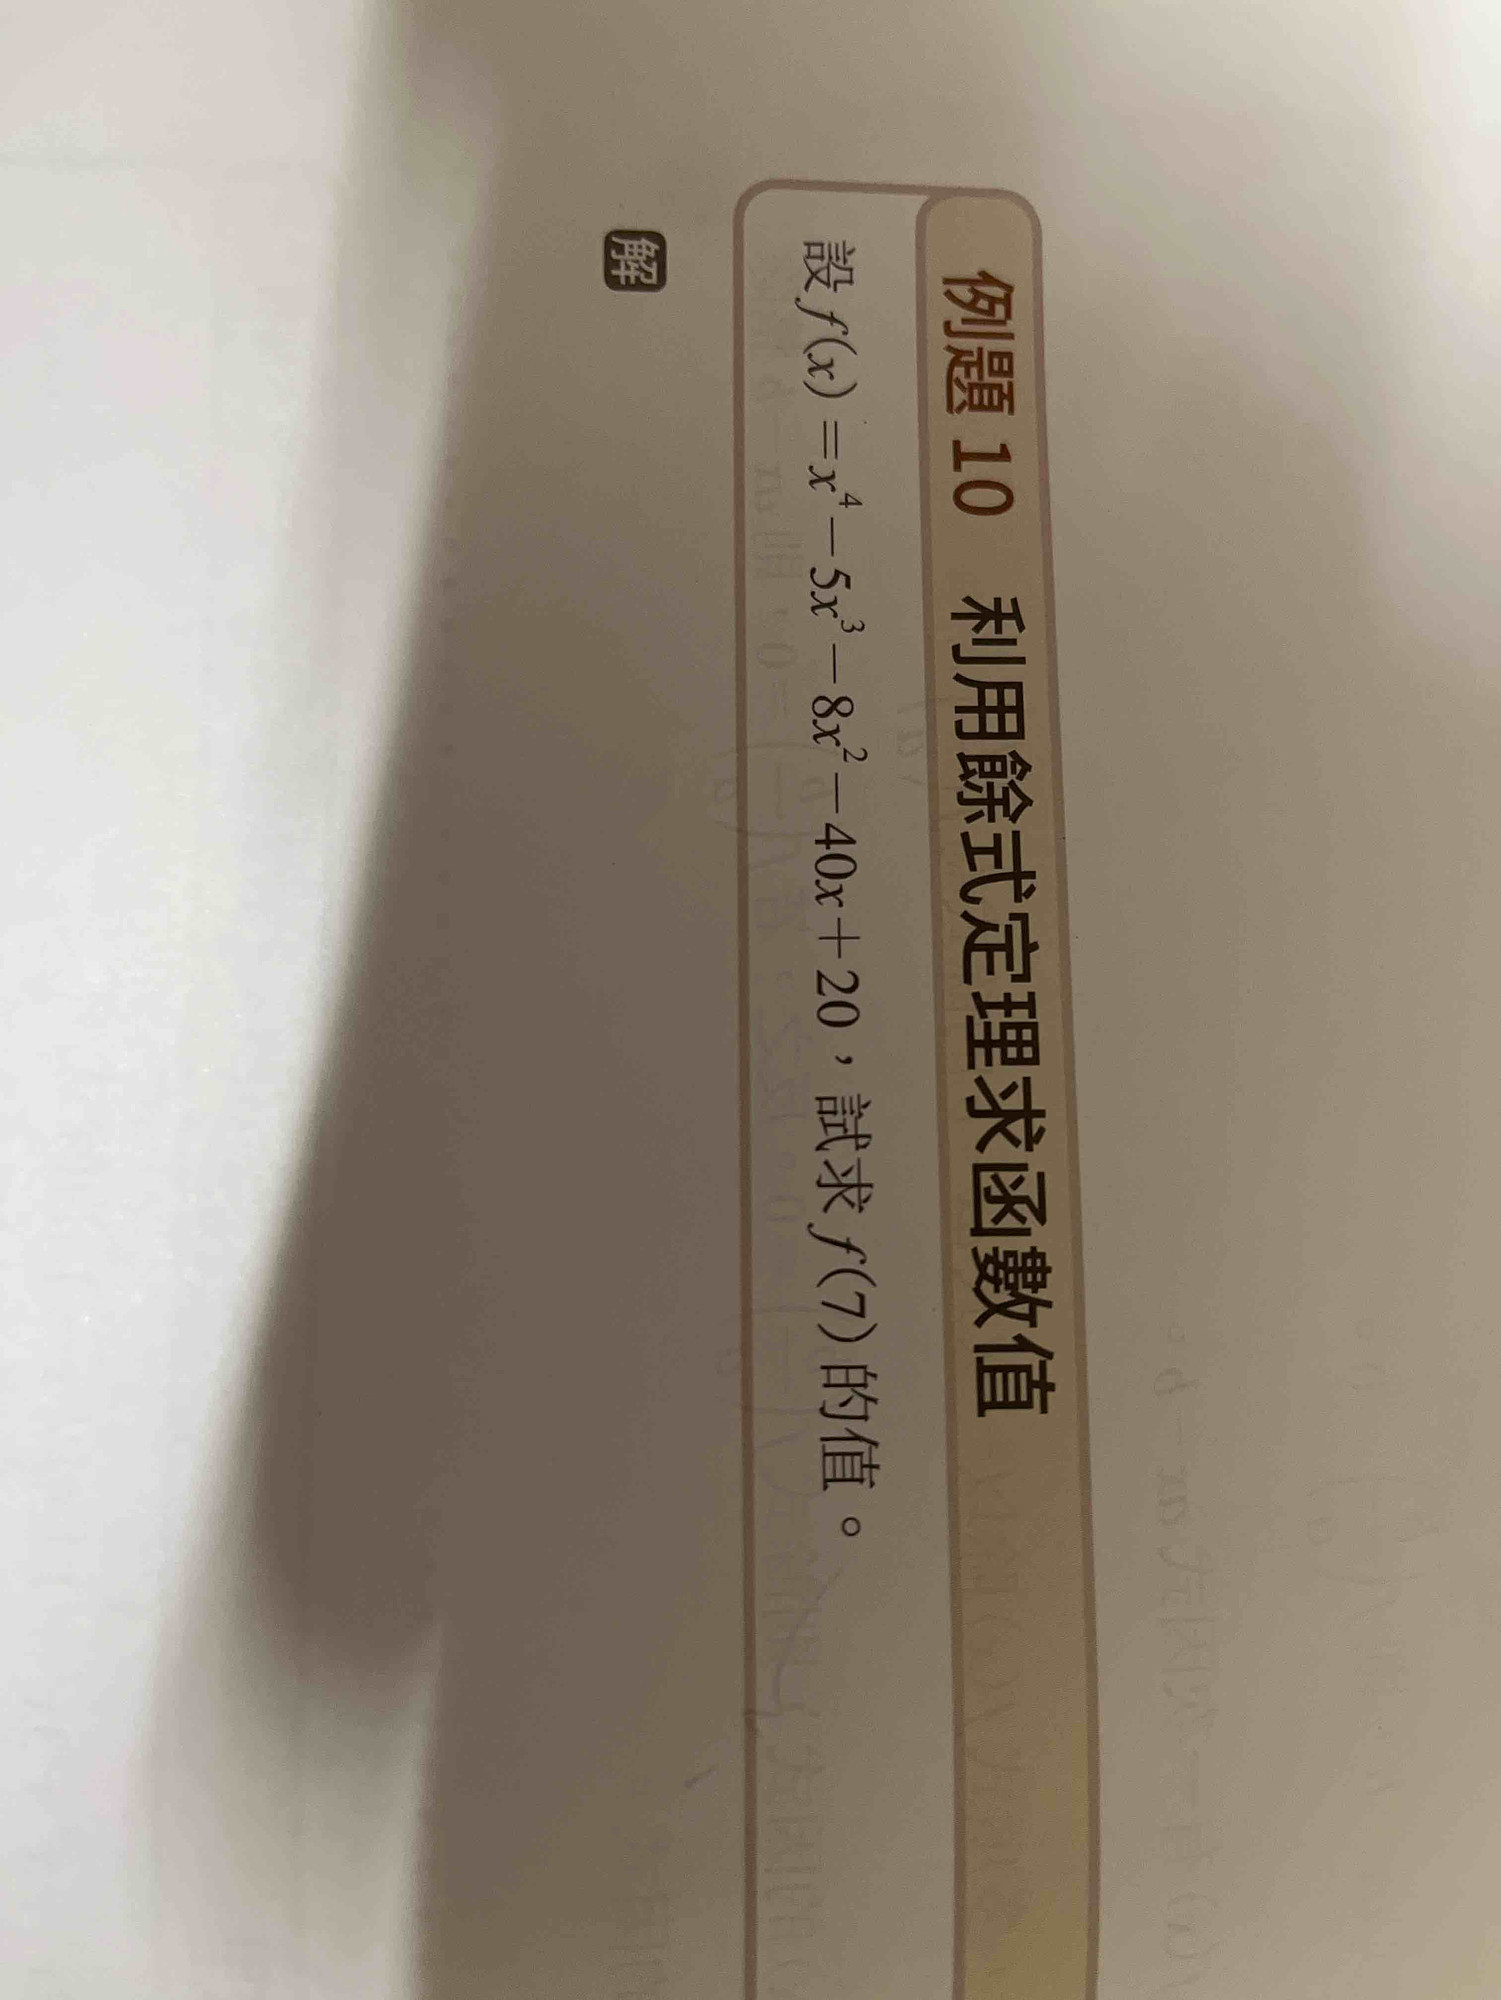 例題 10 利用餘式定理求函數值
設 f(x) =x⁴－5x³－8x²－40x＋20，試求 f(7) 的值。
解